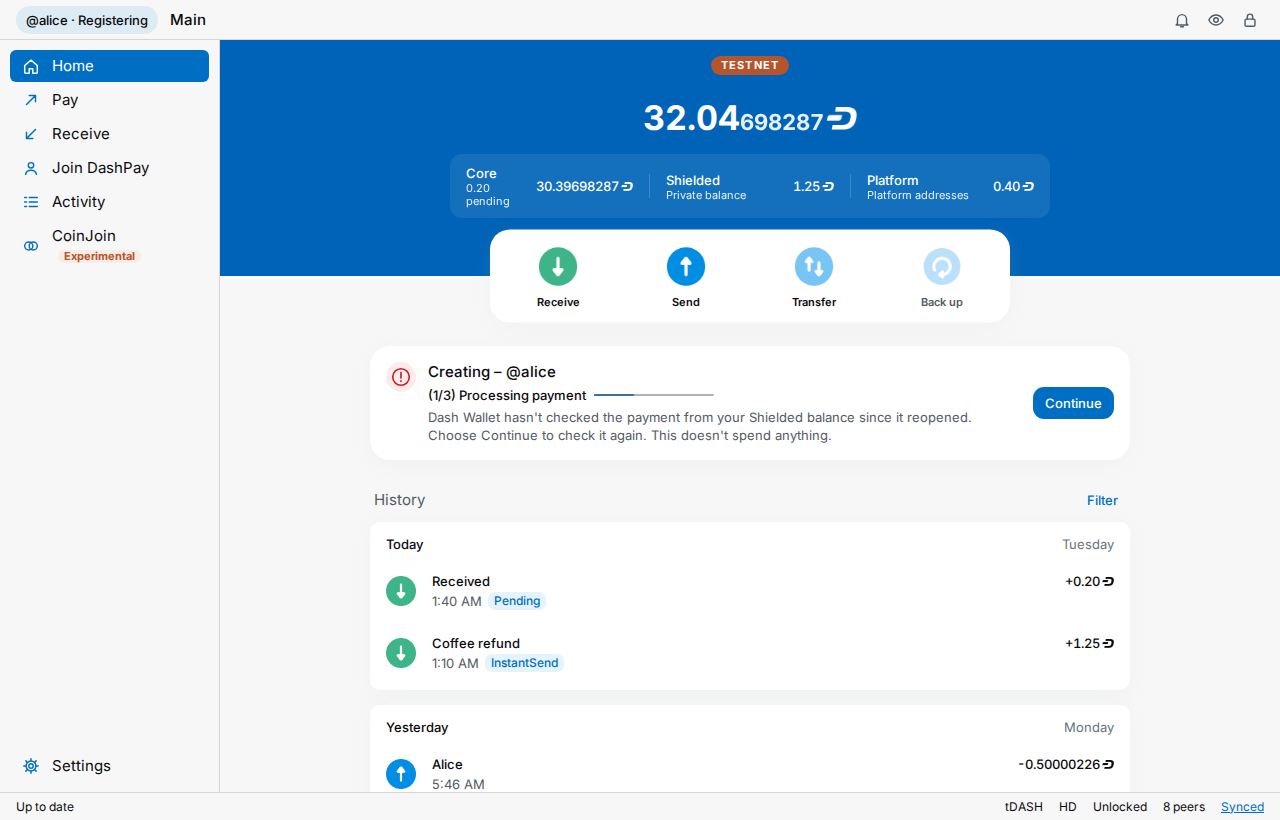 @alice · Registering Main
Home
Pay
Receive
Join DashPay
Activity
CoinJoin
Experimental
Settings
TESTNET
32.04698287
Core
0.20
pending
30.39698287
Shielded
Private balance
1.25
Platform
Platform addresses
0.40
Receive
Send
Transfer
Back up
Creating – @alice
(1/3) Processing payment
Dash Wallet hasn't checked the payment from your Shielded balance since it reopened.
Choose Continue to check it again. This doesn't spend anything.
Continue
History
Filter
Today Tuesday
Received +0.20
1:40 AM Pending
Coffee refund +1.25
1:10 AM InstantSend
Yesterday Monday
Alice -0.50000226
5:46 AM
Up to date tDASH HD Unlocked 8 peers Synced